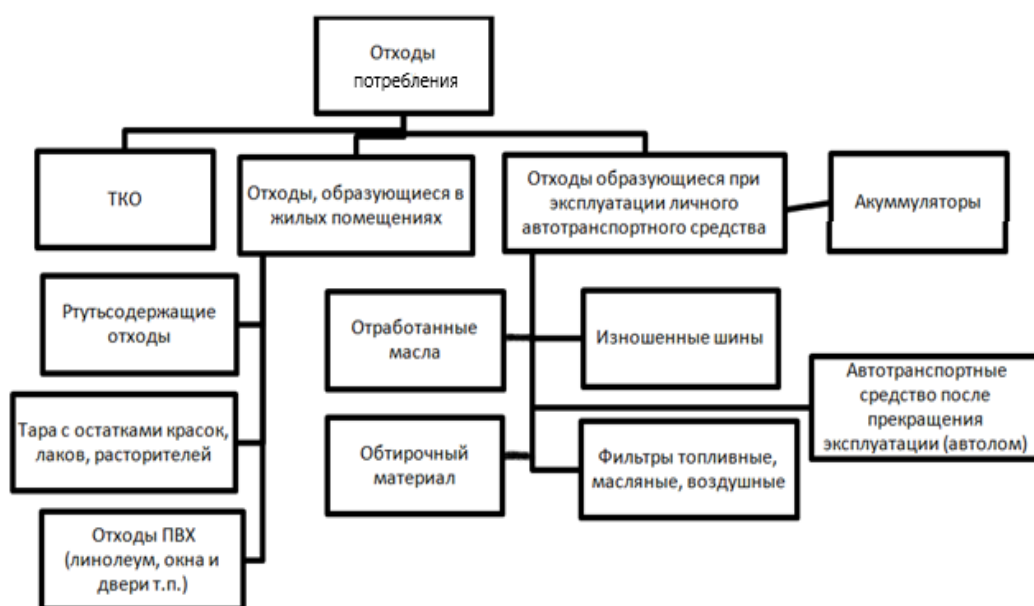 Отходы
потребления
ТКО
Отходы, образующиеся в
жилых помещениях
Отходы образующиеся при
эксплуатации личного
автотранспортного средства
Акуммуляторы
Ртутьсодержащие
отходы
Отработанные
масла
Изношенные шины
Автотранспортные
средство после
прекращения
эксплуатации (автолом)
Тара с остатками красок,
лаков, расторителей
Обтирочный
материал
Фильтры топливные,
масляные, воздушные
Отходы ПВХ
(линолеум, окна и
двери т.п.)